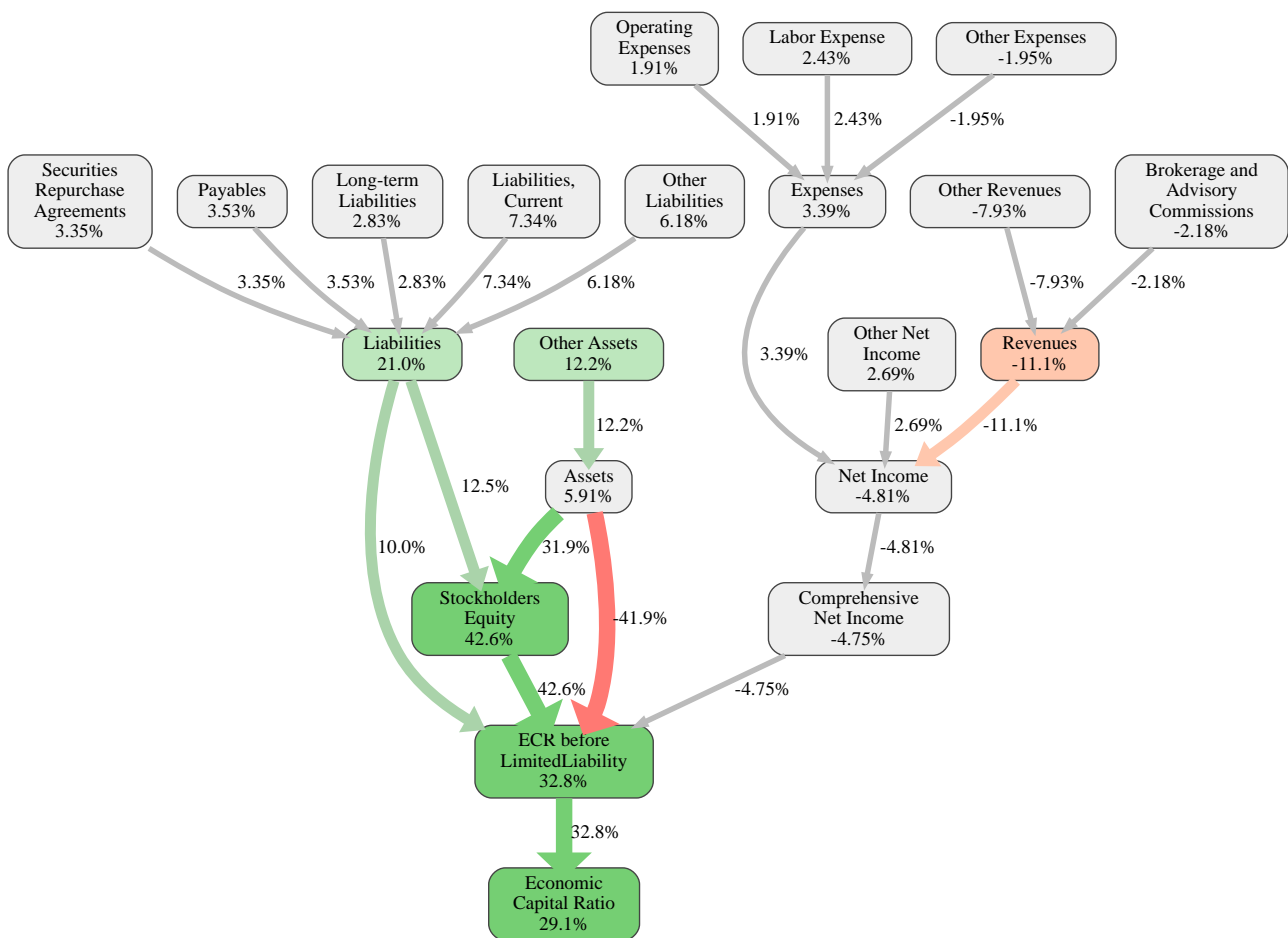 Operating
Expenses
1.91%
Labor Expense
2.43%
Other Expenses
-1.95%
1.91%
2.43%
-1.95%
Securities
Repurchase
Agreements
3.35%
Payables
3.53%
Long-term
Liabilities
2.83%
Liabilities,
Current
7.34%
Other
Liabilities
6.18%
Expenses
3.39%
Other Revenues
-7.93%
Brokerage and
Advisory
Commissions
-2.18%
3.35%
3.53%
2.83%
7.34%
6.18%
-7.93%
-2.18%
Liabilities
21.0%
Other Assets
12.2%
3.39%
Other Net
Income
2.69%
Revenues
-11.1%
12.2%
2.69%
-11.1%
Assets
5.91%
Net Income
-4.81%
12.5%
10.0%
31.9%
-4.81%
Stockholders
Equity
42.6%
-41.9%
Comprehensive
Net Income
-4.75%
42.6%
-4.75%
ECR before
LimitedLiability
32.8%
32.8%
Economic
Capital Ratio
29.1%